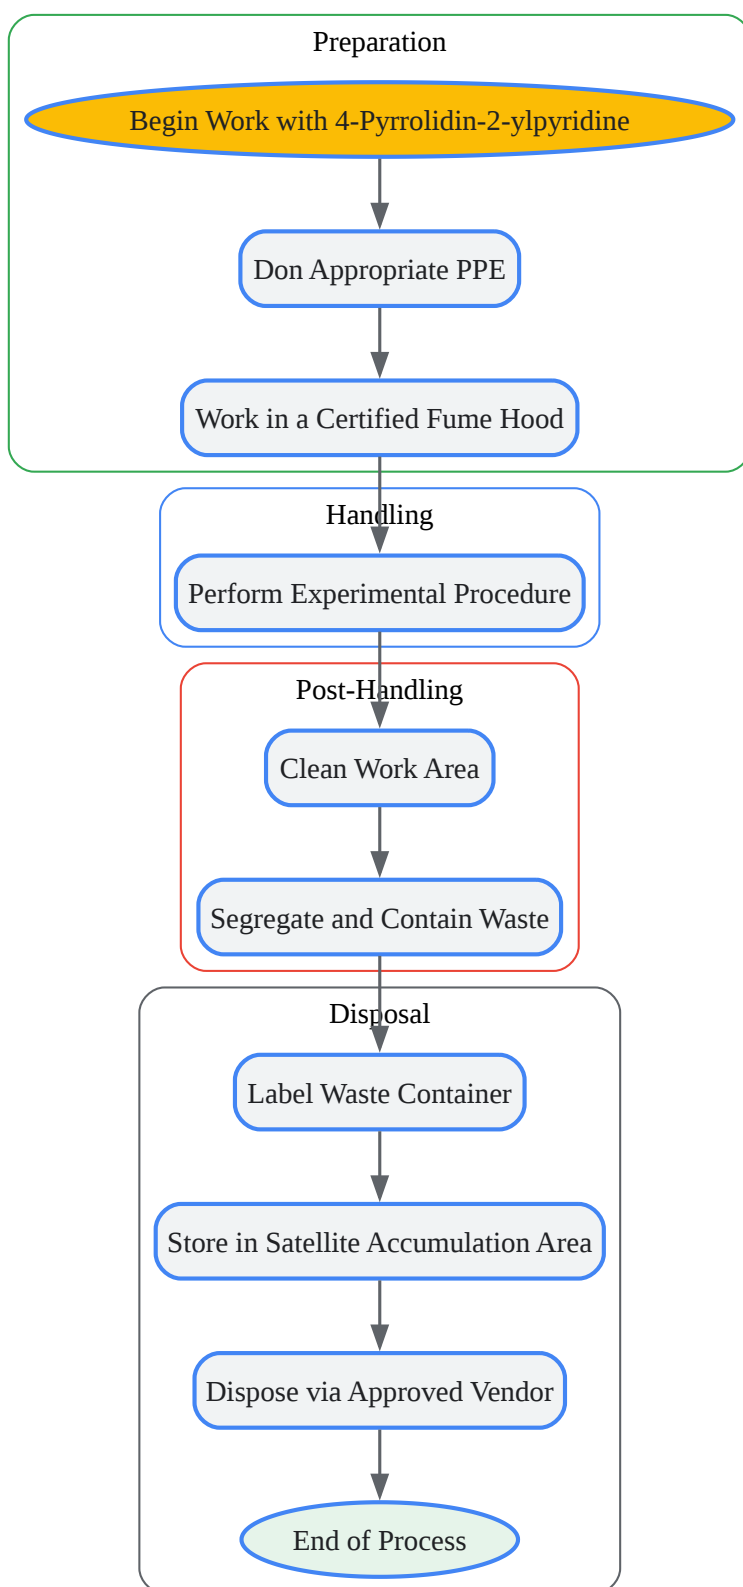 Preparation
Begin Work with 4-Pyrrolidin-2-ylpyridine
Don Appropriate PPE
Work in a Certified Fume Hood
Handling
Perform Experimental Procedure
Post-Handling
Clean Work Area
Segregate and Contain Waste
Disposal
Label Waste Container
Store in Satellite Accumulation Area
Dispose via Approved Vendor
End of Process